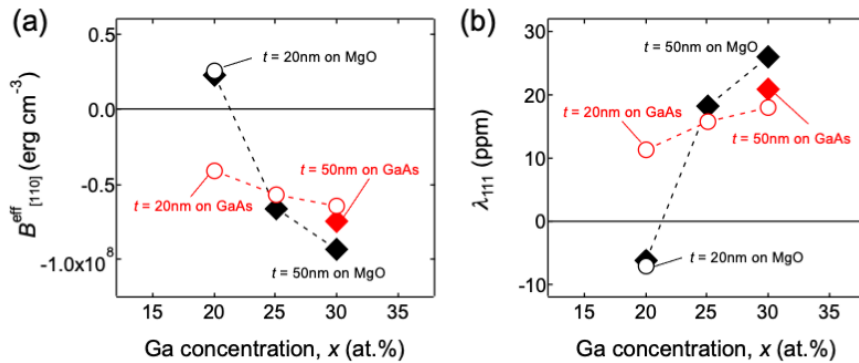 (a)
B^eff_[110] (erg cm⁻³)
0.5
0.0
-0.5
-1.0x10⁸
t = 20nm on MgO
t = 50nm on GaAs
t = 20nm on GaAs
t = 50nm on MgO
15 20 25 30 35
Ga concentration, x (at.%)
(b)
λ₁₁₁ (ppm)
30
20
10
0
-10
t = 50nm on MgO
t = 20nm on GaAs
t = 50nm on GaAs
t = 20nm on MgO
15 20 25 30 35
Ga concentration, x (at.%)